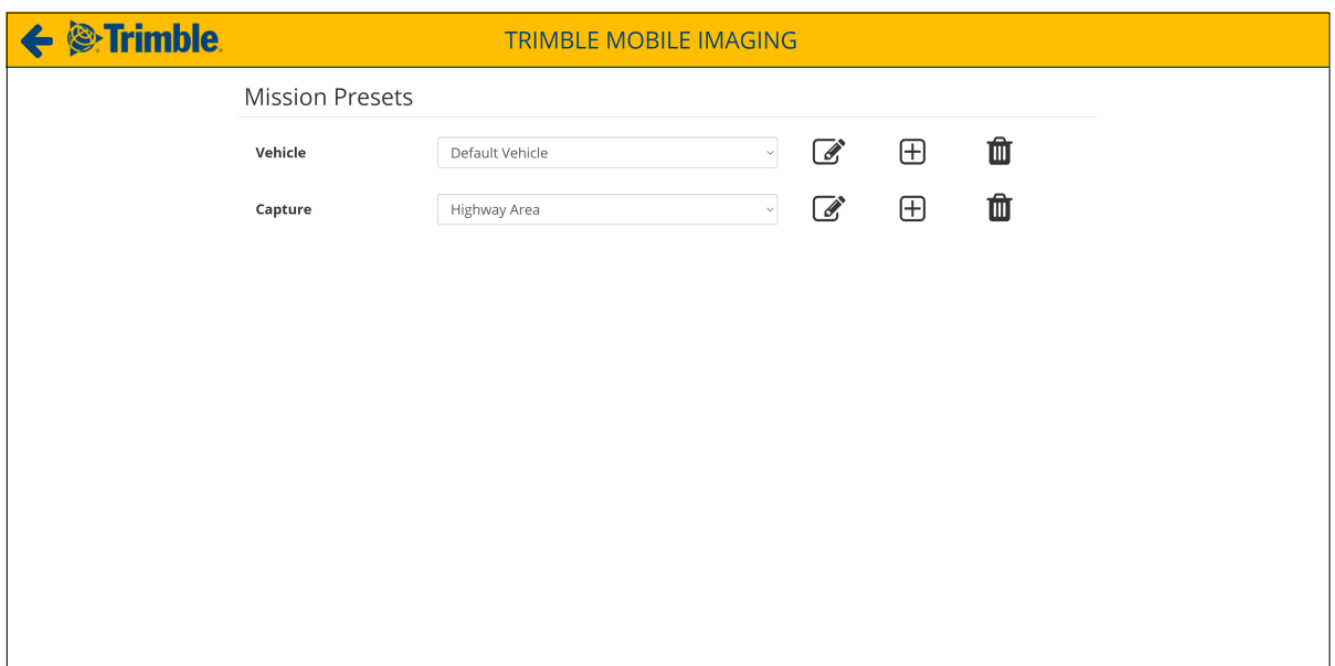 Trimble. TRIMBLE MOBILE IMAGING
Mission Presets
Vehicle Default Vehicle
Capture Highway Area